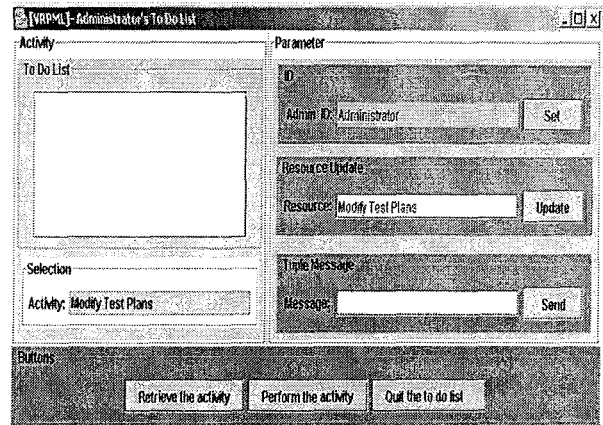 [VRPML]- Administrator's To Do List
Activity
Parameter
To Do List
ID
Admin ID: Administrator
Set
Resource Update
Resource: Modify Test Plans
Update
Selection
Activity: Modify Test Plans
Tuple Message
Message:
Send
Buttons
Retrieve the activity
Perform the activity
Quit the to do list